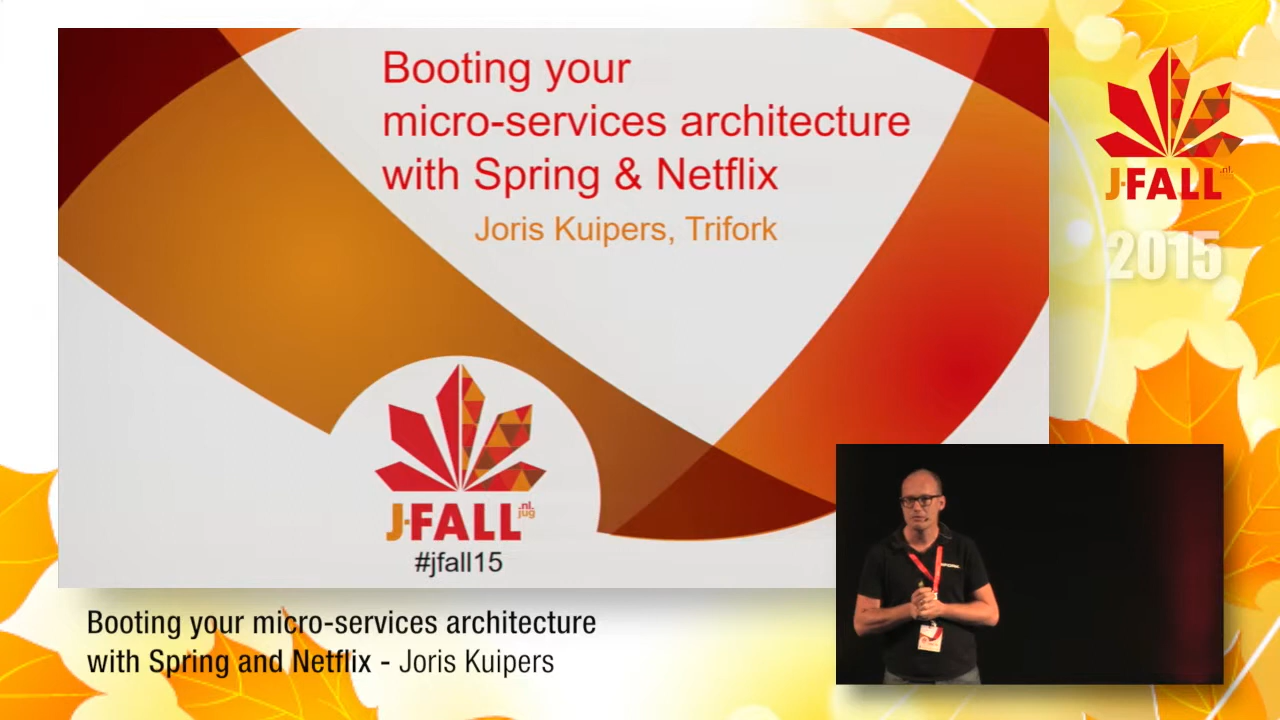 Booting your
micro-services architecture
with Spring & Netflix
Joris Kuipers, Trifork
J-FALL
.nl.
jug
#jfall15
J-FALL
.nl.
2015
Booting your micro-services architecture
with Spring and Netflix - Joris Kuipers